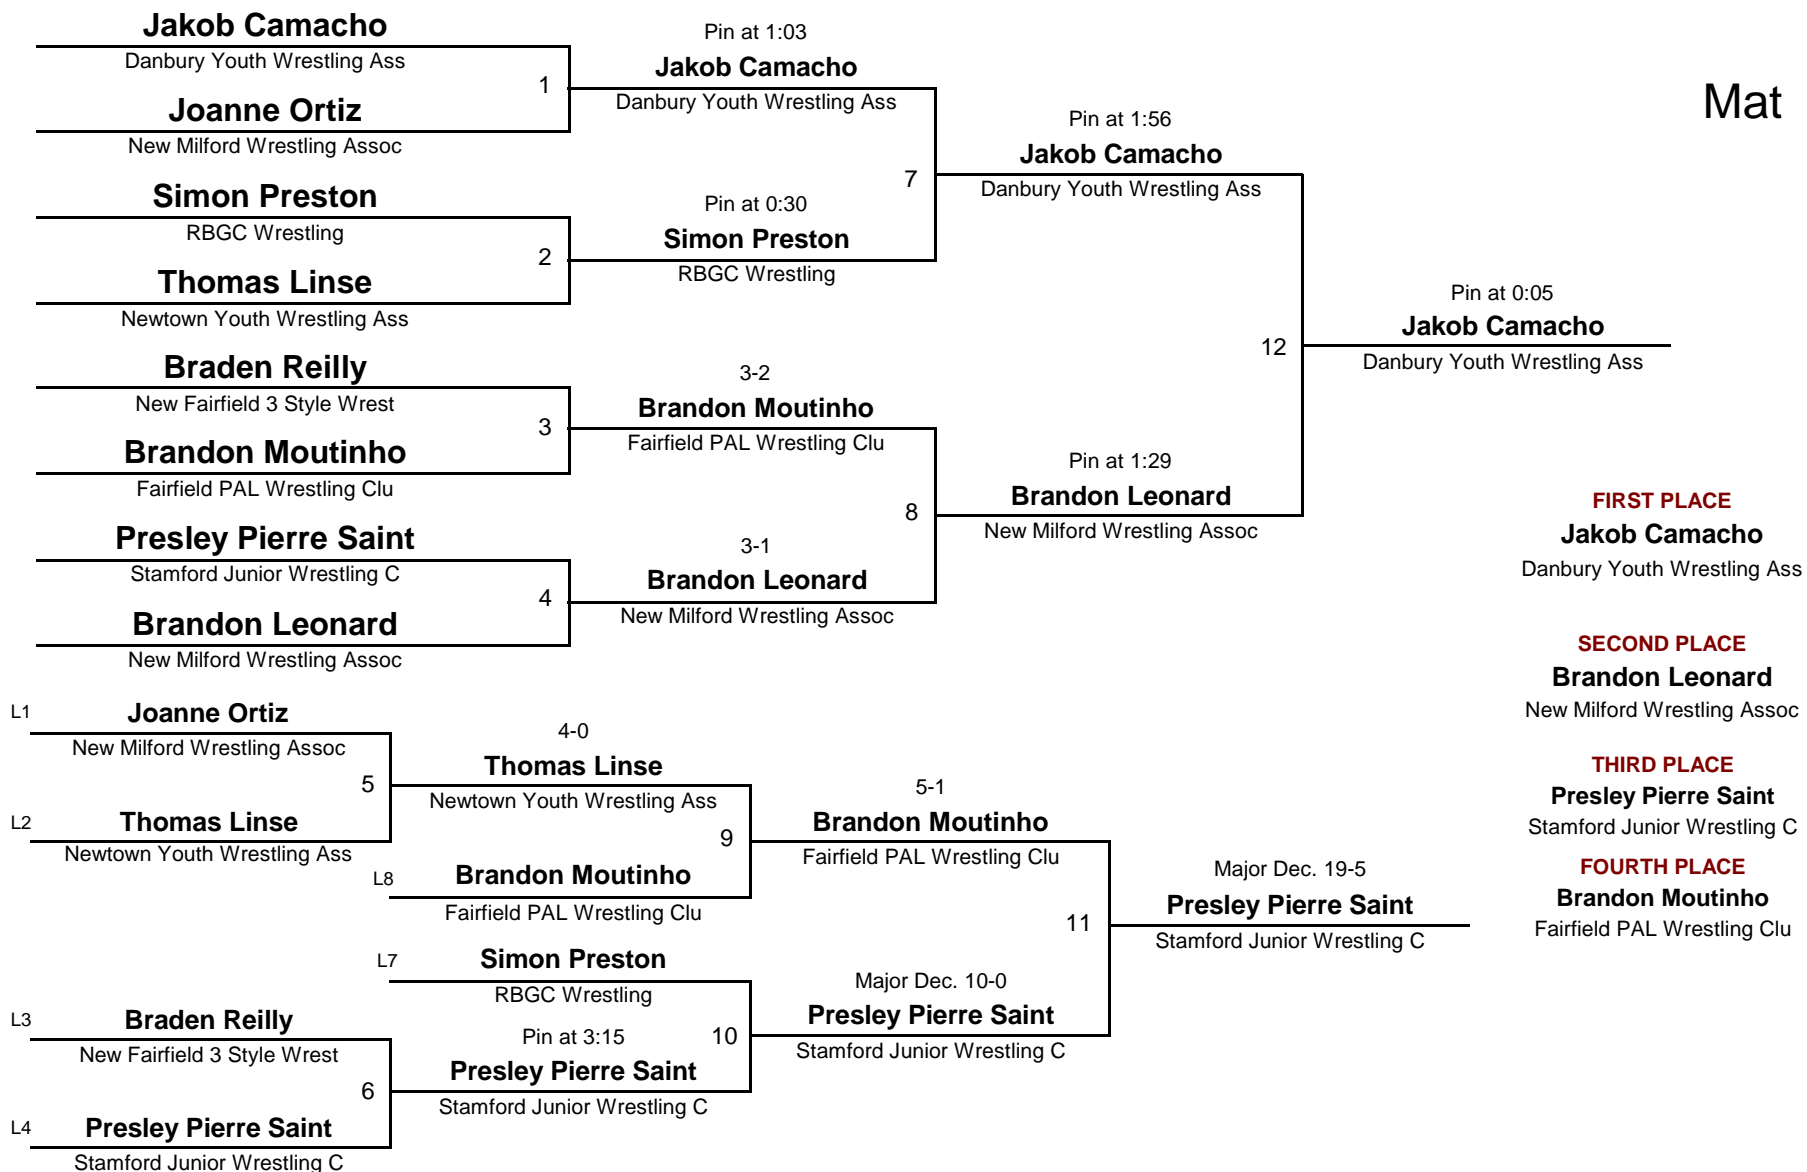 Jakob Camacho
Danbury Youth Wrestling Ass
1
Joanne Ortiz
New Milford Wrestling Assoc
Simon Preston
RBGC Wrestling
2
Thomas Linse
Newtown Youth Wrestling Ass
Braden Reilly
New Fairfield 3 Style Wrest
3
Brandon Moutinho
Fairfield PAL Wrestling Clu
Presley Pierre Saint
Stamford Junior Wrestling C
4
Brandon Leonard
New Milford Wrestling Assoc
Pin at 1:03
Jakob Camacho
Danbury Youth Wrestling Ass
7
Pin at 0:30
Simon Preston
RBGC Wrestling
3-2
Brandon Moutinho
Fairfield PAL Wrestling Clu
8
3-1
Brandon Leonard
New Milford Wrestling Assoc
Pin at 1:56
Jakob Camacho
Danbury Youth Wrestling Ass
12
Pin at 1:29
Brandon Leonard
New Milford Wrestling Assoc
Pin at 0:05
Jakob Camacho
Danbury Youth Wrestling Ass
Mat
FIRST PLACE
Jakob Camacho
Danbury Youth Wrestling Ass
SECOND PLACE
Brandon Leonard
New Milford Wrestling Assoc
THIRD PLACE
Presley Pierre Saint
Stamford Junior Wrestling C
FOURTH PLACE
Brandon Moutinho
Fairfield PAL Wrestling Clu
L1
Joanne Ortiz
New Milford Wrestling Assoc
5
L2
Thomas Linse
Newtown Youth Wrestling Ass
4-0
Thomas Linse
Newtown Youth Wrestling Ass
9
L8
Brandon Moutinho
Fairfield PAL Wrestling Clu
L7
Simon Preston
RBGC Wrestling
10
L3
Braden Reilly
New Fairfield 3 Style Wrest
6
L4
Presley Pierre Saint
Stamford Junior Wrestling C
Pin at 3:15
Presley Pierre Saint
Stamford Junior Wrestling C
5-1
Brandon Moutinho
Fairfield PAL Wrestling Clu
11
Major Dec. 10-0
Presley Pierre Saint
Stamford Junior Wrestling C
Major Dec. 19-5
Presley Pierre Saint
Stamford Junior Wrestling C